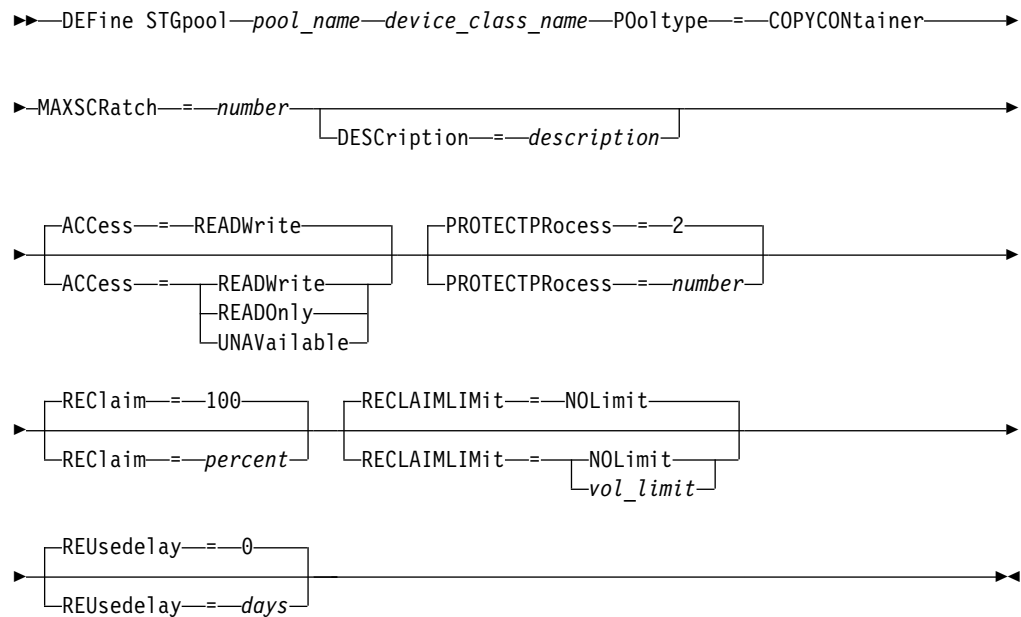 DEFine STGpool pool_name device_class_name POoltype = COPYCONtainer
MAXSCRatch = number
DESCription = description
ACCess = READWrite PROTECTPRocess = 2
ACCess = READWrite PROTECTPRocess = number
READOnly
UNAVailable
REClaim = 100 RECLAIMLIMit = NOLimit
REClaim = percent RECLAIMLIMit = NOLimit
vol_limit
REUsedelay = 0
REUsedelay = days